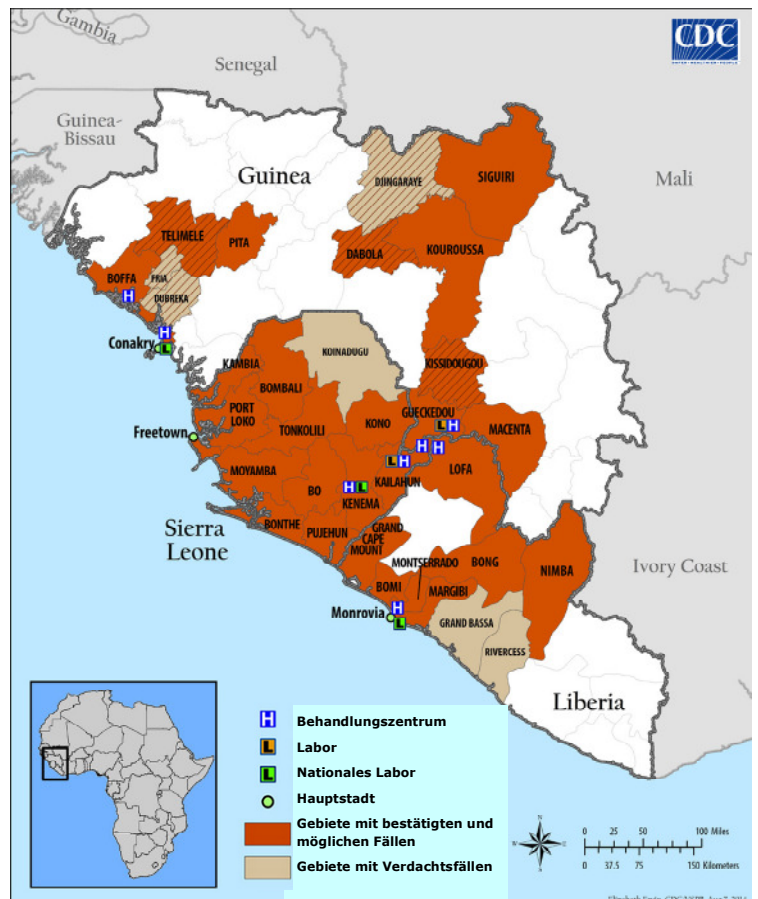 Gambia
CDC
Senegal
Guinea-
Bissau
Guinea
DJINGARAYE
SIGUIRI
Mali
TELIMELE
PITA
DABOLA
KOUROUSSA
BOFFA
FRIA
DUBREKA
H
H
Conakry
L
KOINADUGU
KAMBIA
KISSIDOUGOU
BOMBALI
PORT
LOKO
KONO
GUECKEDOU
MACENTA
L H
Freetown
TONKOLILI
H H
L H
MOYAMBA
KAILAHUN
LOFA
BO
H L
KENEMA
Sierra
Leone
BONTHE
PUJEHUN
GRAND
CAPE
MOUNT
MONTSERRADO
BONG
NIMBA
Ivory Coast
BOMI
MARGIBI
H
Monrovia
L
GRAND BASSA
RIVERCESS
Liberia
H Behandlungszentrum
L Labor
L Nationales Labor
Hauptstadt
Gebiete mit bestätigten und
möglichen Fällen
Gebiete mit Verdachtsfällen
N
W E
S
0 25 50 100 Miles
0 37.5 75 150 Kilometers